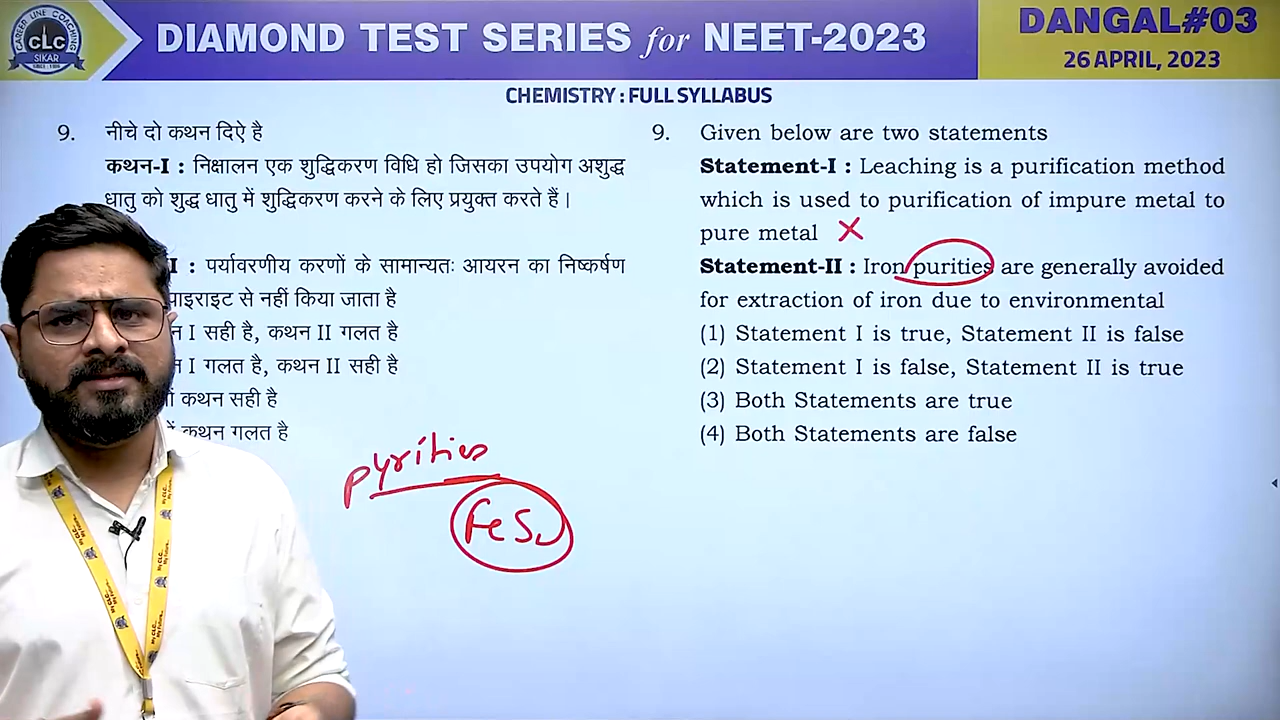 CAREER LINE COACHING
CLC
SIKAR
DIAMOND TEST SERIES for NEET-2023
DANGAL#03
26 APRIL, 2023
CHEMISTRY : FULL SYLLABUS
9. नीचे दो कथन दिऐ है
कथन-I : निक्षालन एक शुद्धिकरण विधि हो जिसका उपयोग अशुद्ध
धातु को शुद्ध धातु में शुद्धिकरण करने के लिए प्रयुक्त करते हैं।
I : पर्यावरणीय करणों के सामान्यतः आयरन का निष्कर्षण
पाइराइट से नहीं किया जाता है
I सही है, कथन II गलत है
I गलत है, कथन II सही है
कथन सही है
कथन गलत है
9. Given below are two statements
Statement-I : Leaching is a purification method
which is used to purification of impure metal to
pure metal
Statement-II : Iron purities are generally avoided
for extraction of iron due to environmental
(1) Statement I is true, Statement II is false
(2) Statement I is false, Statement II is true
(3) Both Statements are true
(4) Both Statements are false
pyrities
FeS₂